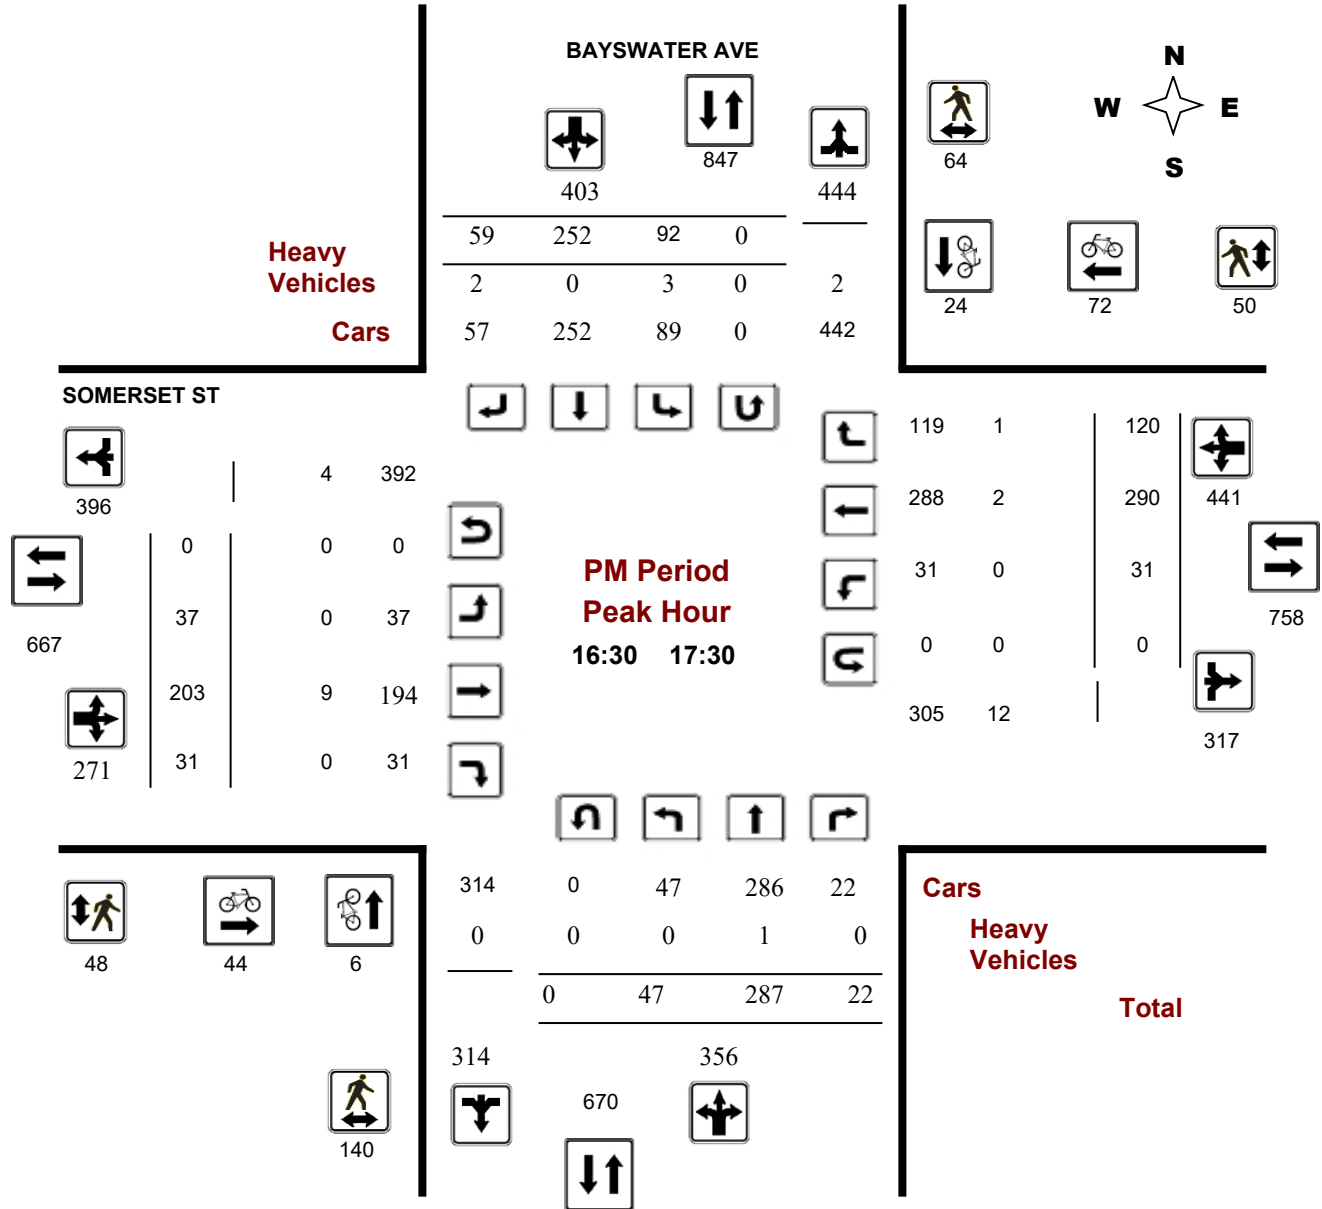 BAYSWATER AVE
N
W E
S
847
64
403 444
59 252 92 0
Heavy
Vehicles
2 0 3 0 2
24 72 50
Cars
57 252 89 0 442
SOMERSET ST
119 1 120
4 392
396
288 2 290 441
0 0 0
PM Period
31 0 31
Peak Hour
37 0 37
758
667
16:30 17:30
0 0 0
203 9 194
305 12
317
271 31 0 31
314 0 47 286 22
Cars
0 0 0 1 0
Heavy
Vehicles
48 44 6
0 47 287 22
Total
314 356
670
140